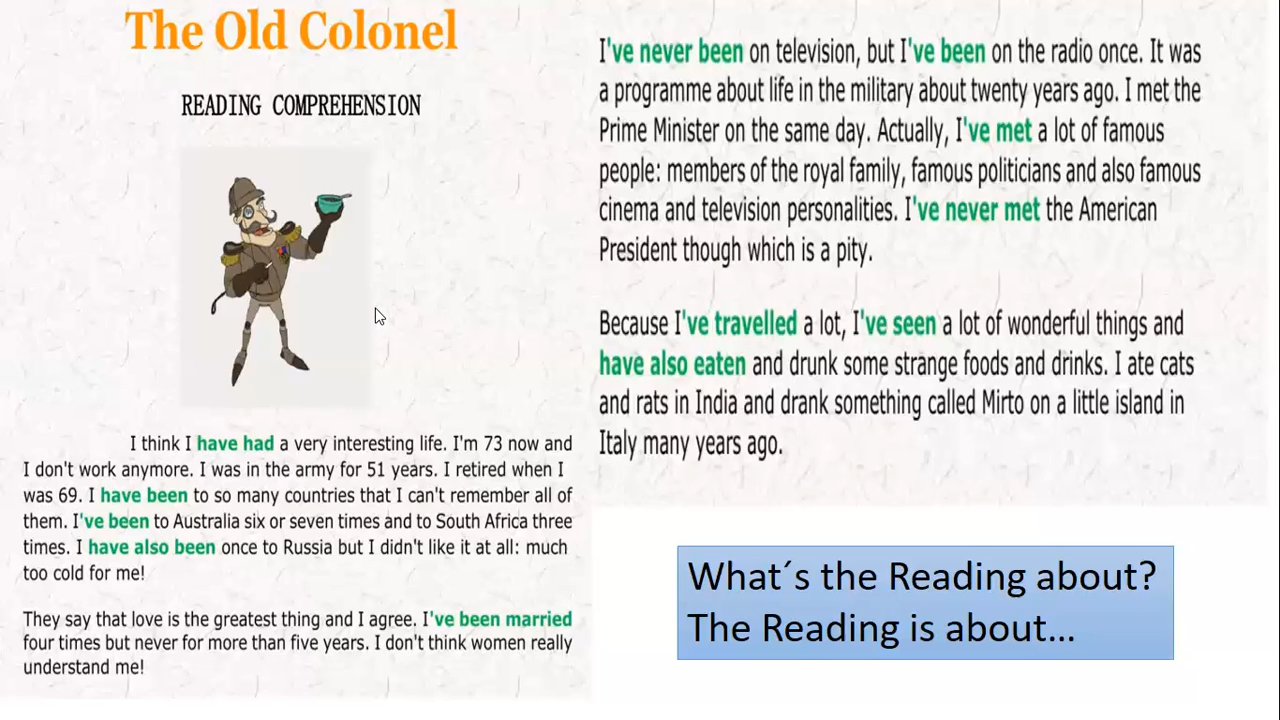 The Old Colonel
READING COMPREHENSION
I think I have had a very interesting life. I'm 73 now and
I don't work anymore. I was in the army for 51 years. I retired when I
was 69. I have been to so many countries that I can't remember all of
them. I've been to Australia six or seven times and to South Africa three
times. I have also been once to Russia but I didn't like it at all: much
too cold for me!
They say that love is the greatest thing and I agree. I've been married
four times but never for more than five years. I don't think women really
understand me!
I've never been on television, but I've been on the radio once. It was
a programme about life in the military about twenty years ago. I met the
Prime Minister on the same day. Actually, I've met a lot of famous
people: members of the royal family, famous politicians and also famous
cinema and television personalities. I've never met the American
President though which is a pity.
Because I've travelled a lot, I've seen a lot of wonderful things and
have also eaten and drunk some strange foods and drinks. I ate cats
and rats in India and drank something called Mirto on a little island in
Italy many years ago.
What´s the Reading about?
The Reading is about...